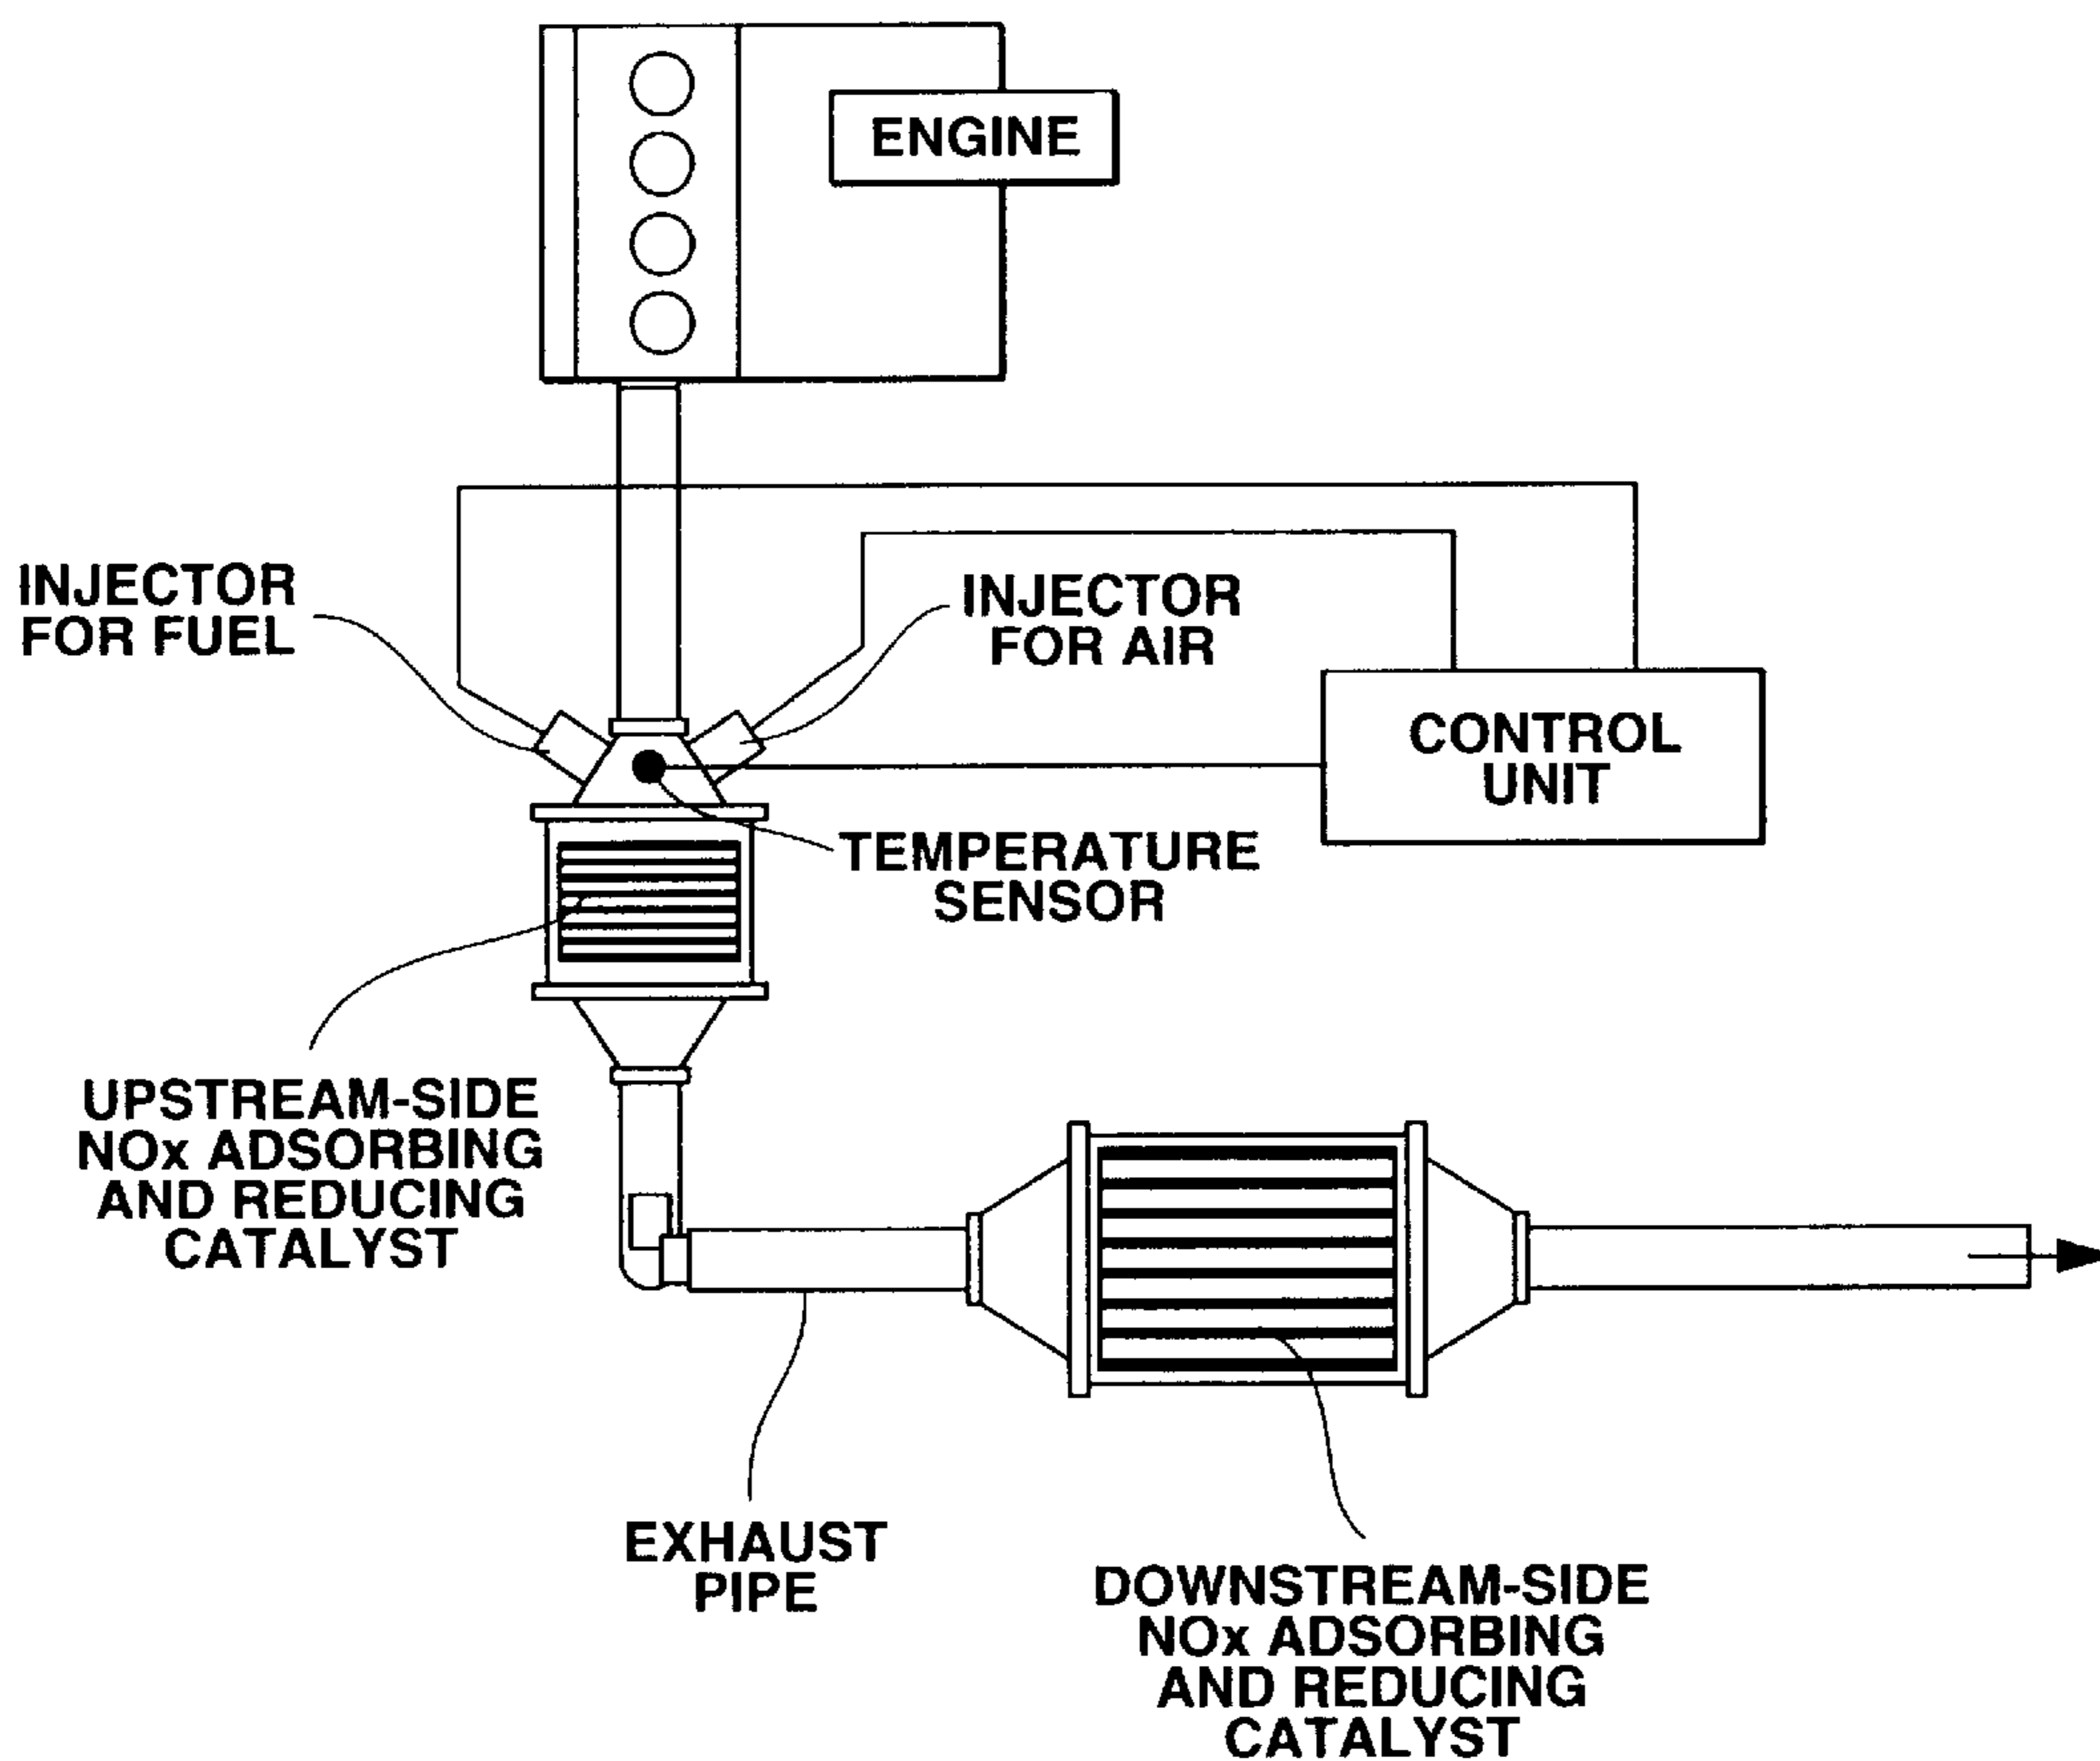 ENGINE
INJECTOR
FOR FUEL
INJECTOR
FOR AIR
CONTROL
UNIT
TEMPERATURE
SENSOR
UPSTREAM-SIDE
NOx ADSORBING
AND REDUCING
CATALYST
EXHAUST
PIPE
DOWNSTREAM-SIDE
NOx ADSORBING
AND REDUCING
CATALYST